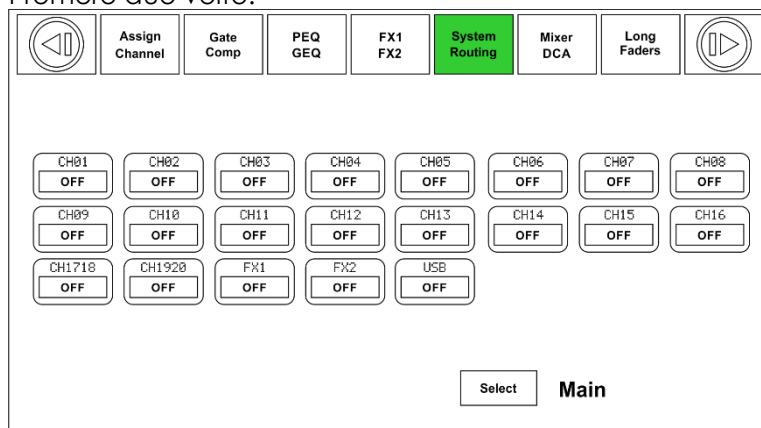 Premere due volte.
Assign Channel Gate Comp PEQ GEQ FX1 FX2 System Routing Mixer DCA Long Faders
CH01 CH02 CH03 CH04 CH05 CH06 CH07 CH08
OFF OFF OFF OFF OFF OFF OFF OFF
CH09 CH10 CH11 CH12 CH13 CH14 CH15 CH16
OFF OFF OFF OFF OFF OFF OFF OFF
CH1718 CH1920 FX1 FX2 USB
OFF OFF OFF OFF OFF
Select Main